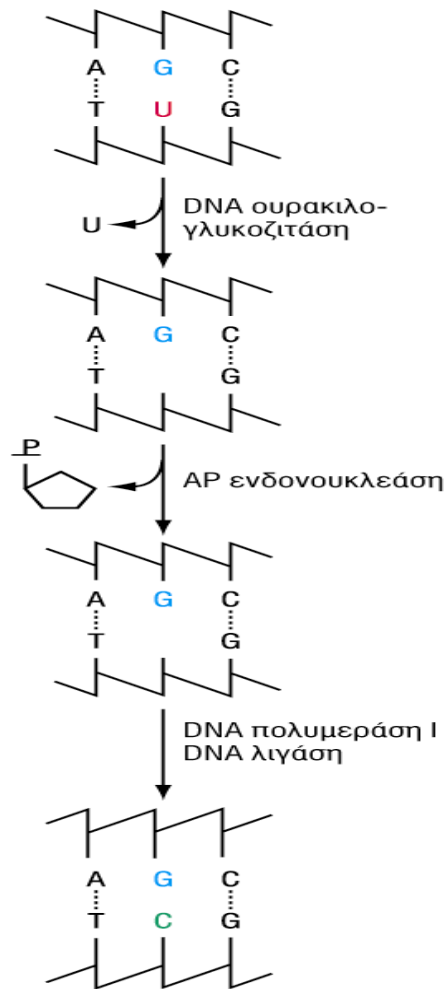 A G C
T U G
U
DNA ουρακιλο-
γλυκοζιτάση
A G C
T G
P
AP ενδονουκλεάση
A G C
T G
DNA πολυμεράση I
DNA λιγάση
A G C
T C G